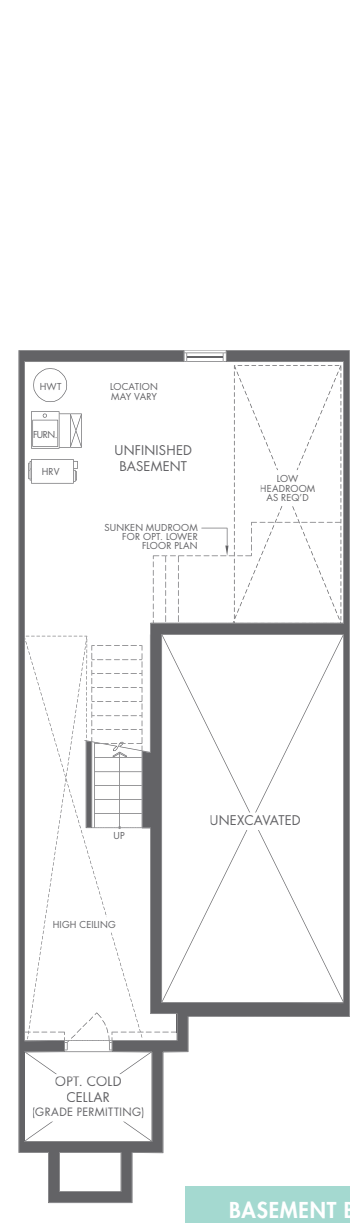 HWT
LOCATION
MAY VARY
FURN.
HRV
UNFINISHED
BASEMENT
LOW
HEADROOM
AS REQ'D
SUNKEN MUDROOM
FOR OPT. LOWER
FLOOR PLAN
UNEXCAVATED
UP
HIGH CEILING
OPT. COLD
CELLAR
(GRADE PERMITTING)
BASEMENT